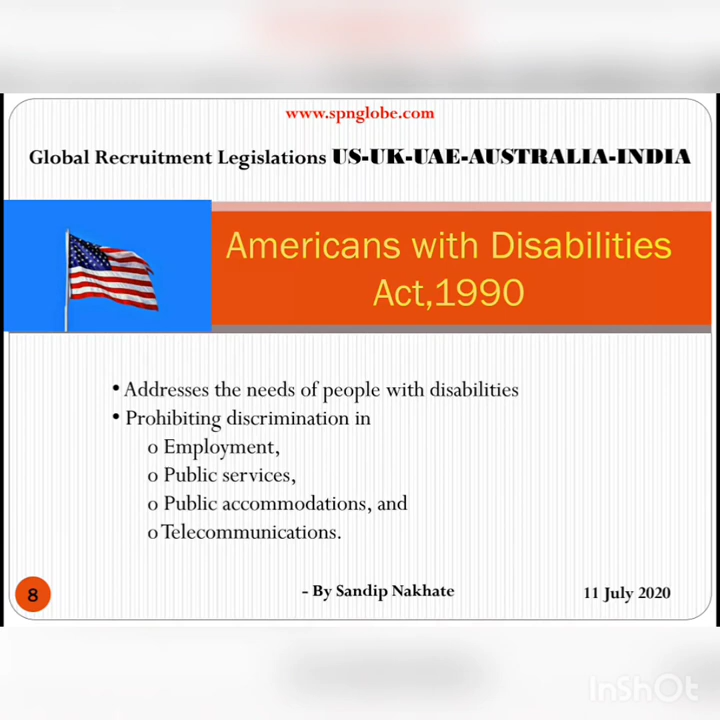 www.spnglobe.com
Global Recruitment Legislations US-UK-UAE-AUSTRALIA-INDIA
Americans with Disabilities
Act,1990
• Addresses the needs of people with disabilities
• Prohibiting discrimination in
o Employment,
o Public services,
o Public accommodations, and
o Telecommunications.
8
- By Sandip Nakhate
11 July 2020
InShOt